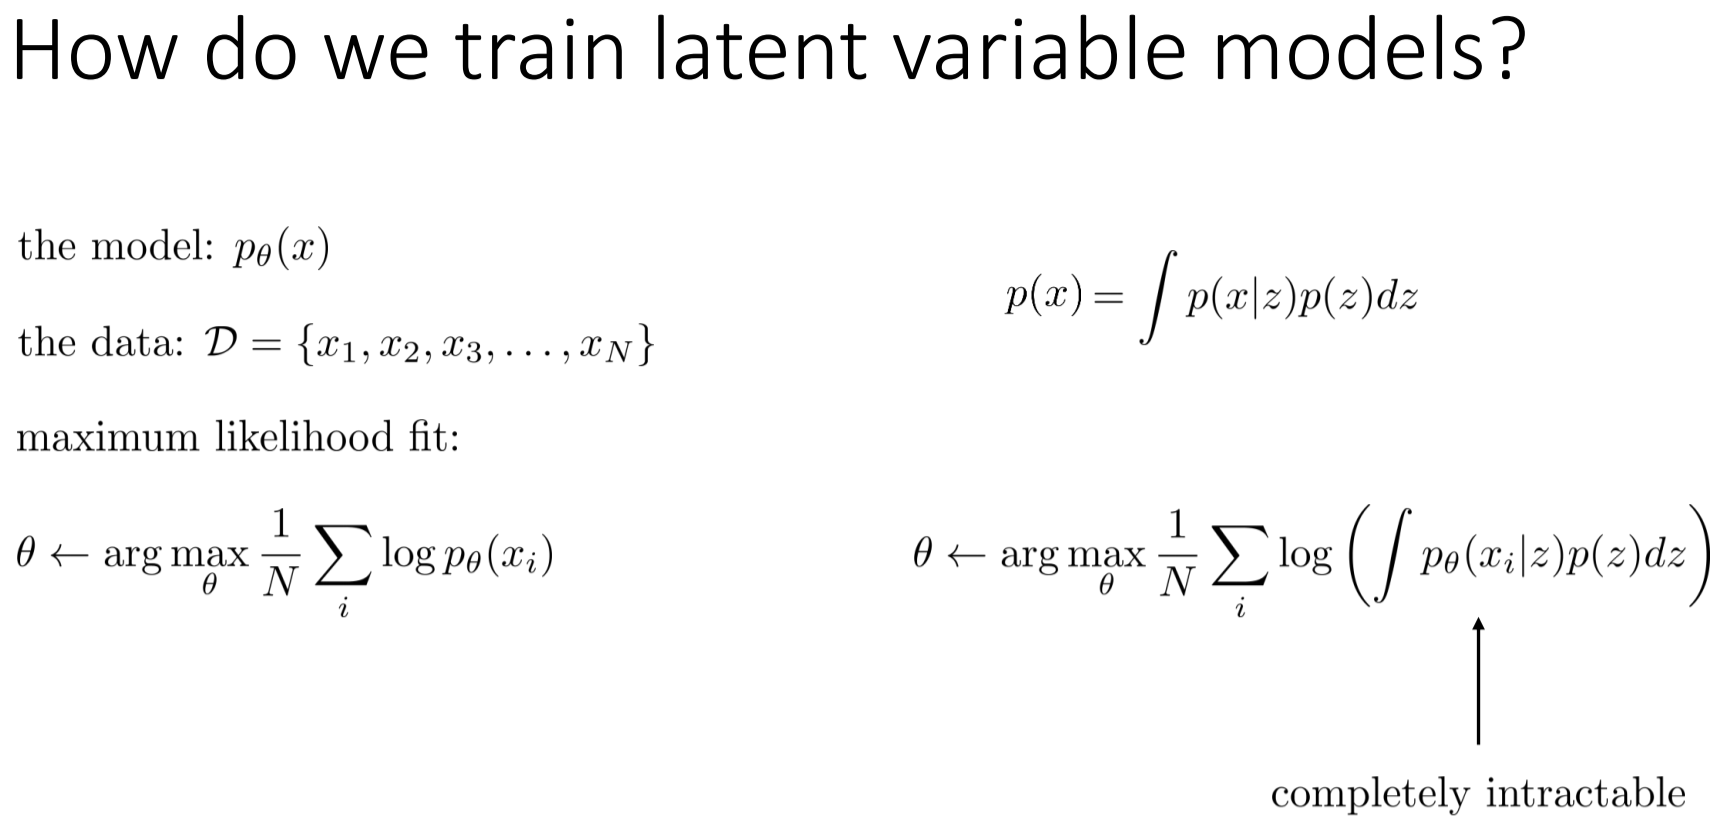 How do we train latent variable models?
the model: $p_\theta(x)$
$p(x) = \int p(x|z)p(z)dz$
the data: $\mathcal{D} = \{x_1, x_2, x_3, \ldots, x_N\}$
maximum likelihood fit:
$\theta \leftarrow \arg\max_\theta \frac{1}{N} \sum_i \log p_\theta(x_i)$
$\theta \leftarrow \arg\max_\theta \frac{1}{N} \sum_i \log \left( \int p_\theta(x_i|z)p(z)dz \right)$
completely intractable